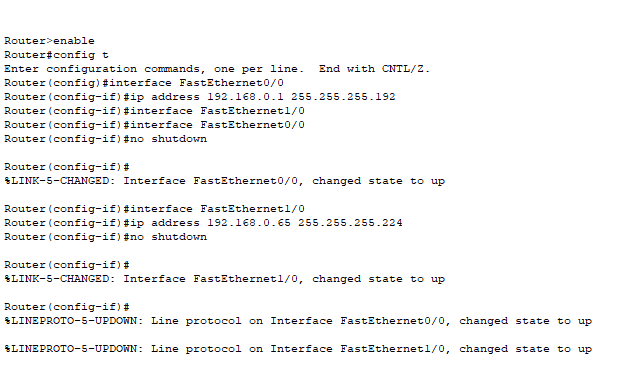 Router>enable
Router#config t
Enter configuration commands, one per line.  End with CNTL/Z.
Router(config)#interface FastEthernet0/0
Router(config-if)#ip address 192.168.0.1 255.255.255.192
Router(config-if)#interface FastEthernet1/0
Router(config-if)#interface FastEthernet0/0
Router(config-if)#no shutdown
Router(config-if)#
%LINK-5-CHANGED: Interface FastEthernet0/0, changed state to up
Router(config-if)#interface FastEthernet1/0
Router(config-if)#ip address 192.168.0.65 255.255.255.224
Router(config-if)#no shutdown
Router(config-if)#
%LINK-5-CHANGED: Interface FastEthernet1/0, changed state to up
Router(config-if)#
%LINEPROTO-5-UPDOWN: Line protocol on Interface FastEthernet0/0, changed state to up
%LINEPROTO-5-UPDOWN: Line protocol on Interface FastEthernet1/0, changed state to up